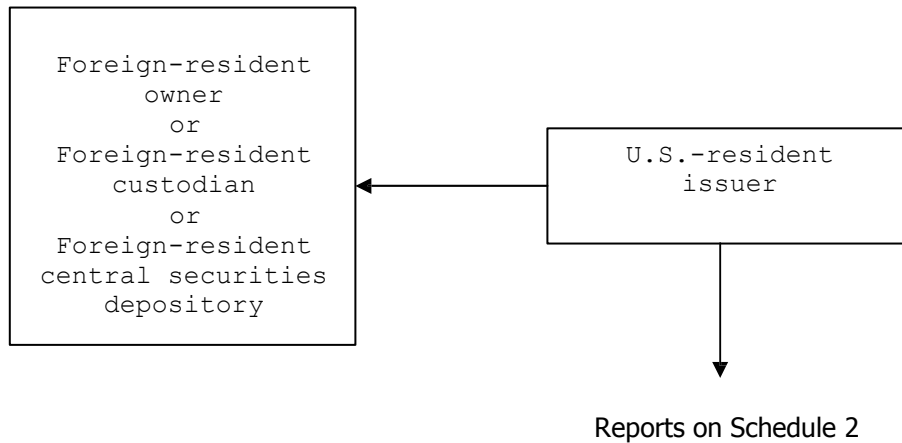 Foreign-resident
owner
or
Foreign-resident
custodian
or
Foreign-resident
central securities
depository
U.S.-resident
issuer
Reports on Schedule 2